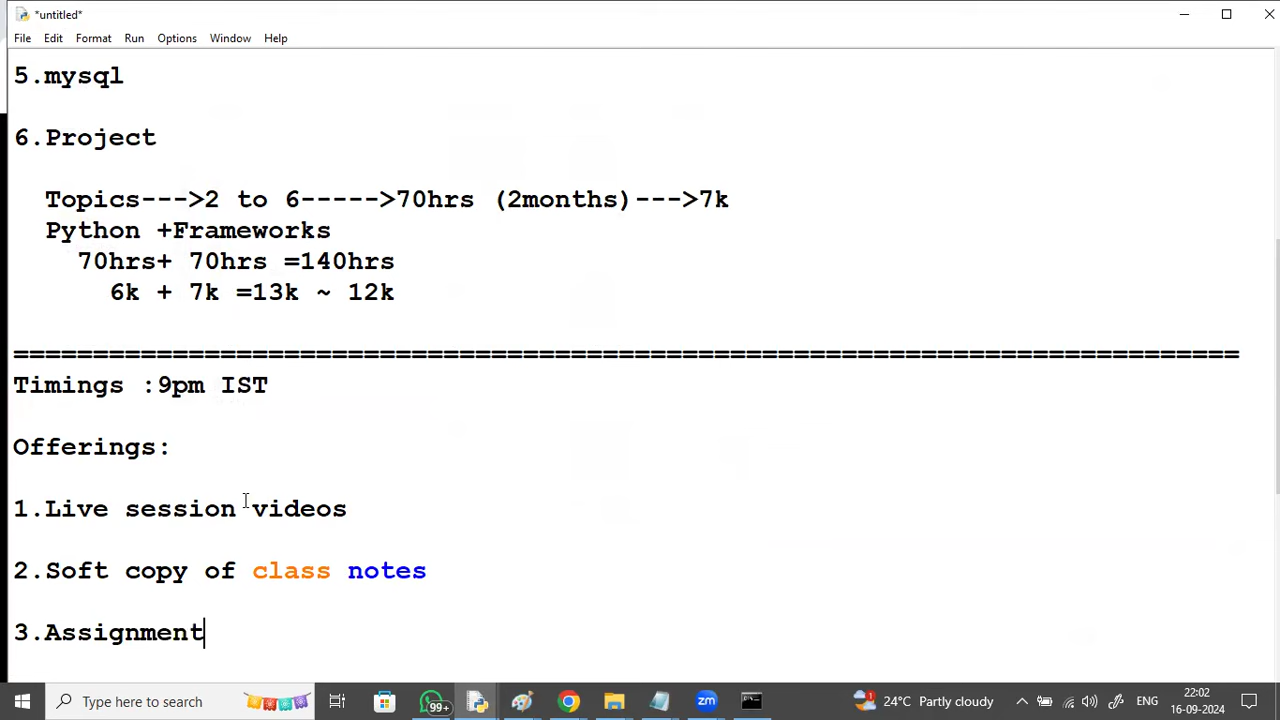 *untitled*
File Edit Format Run Options Window Help
5.mysql
6.Project
Topics--->2 to 6----->70hrs (2months)--->7k
Python +Frameworks
70hrs+ 70hrs =140hrs
6k + 7k =13k ~ 12k
=============================================================================
Timings :9pm IST
Offerings:
1.Live session videos
2.Soft copy of class notes
3.Assignment
Type here to search
99+
zm
1
24°C Partly cloudy
ENG
22:02
16-09-2024